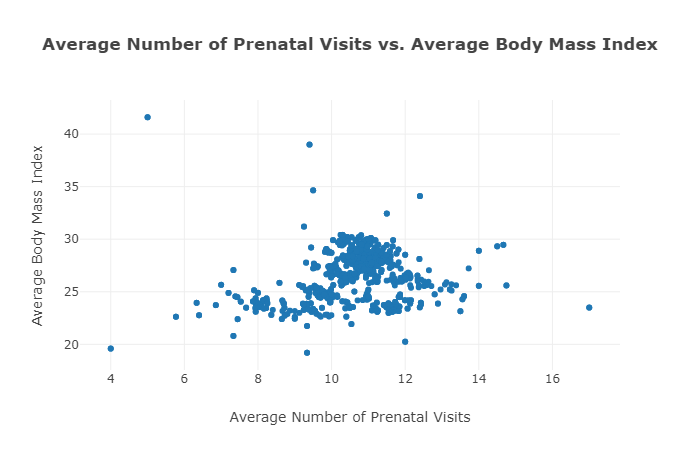 Average Number of Prenatal Visits vs. Average Body Mass Index
40
35
30
25
20
Average Body Mass Index
4 6 8 10 12 14 16
Average Number of Prenatal Visits